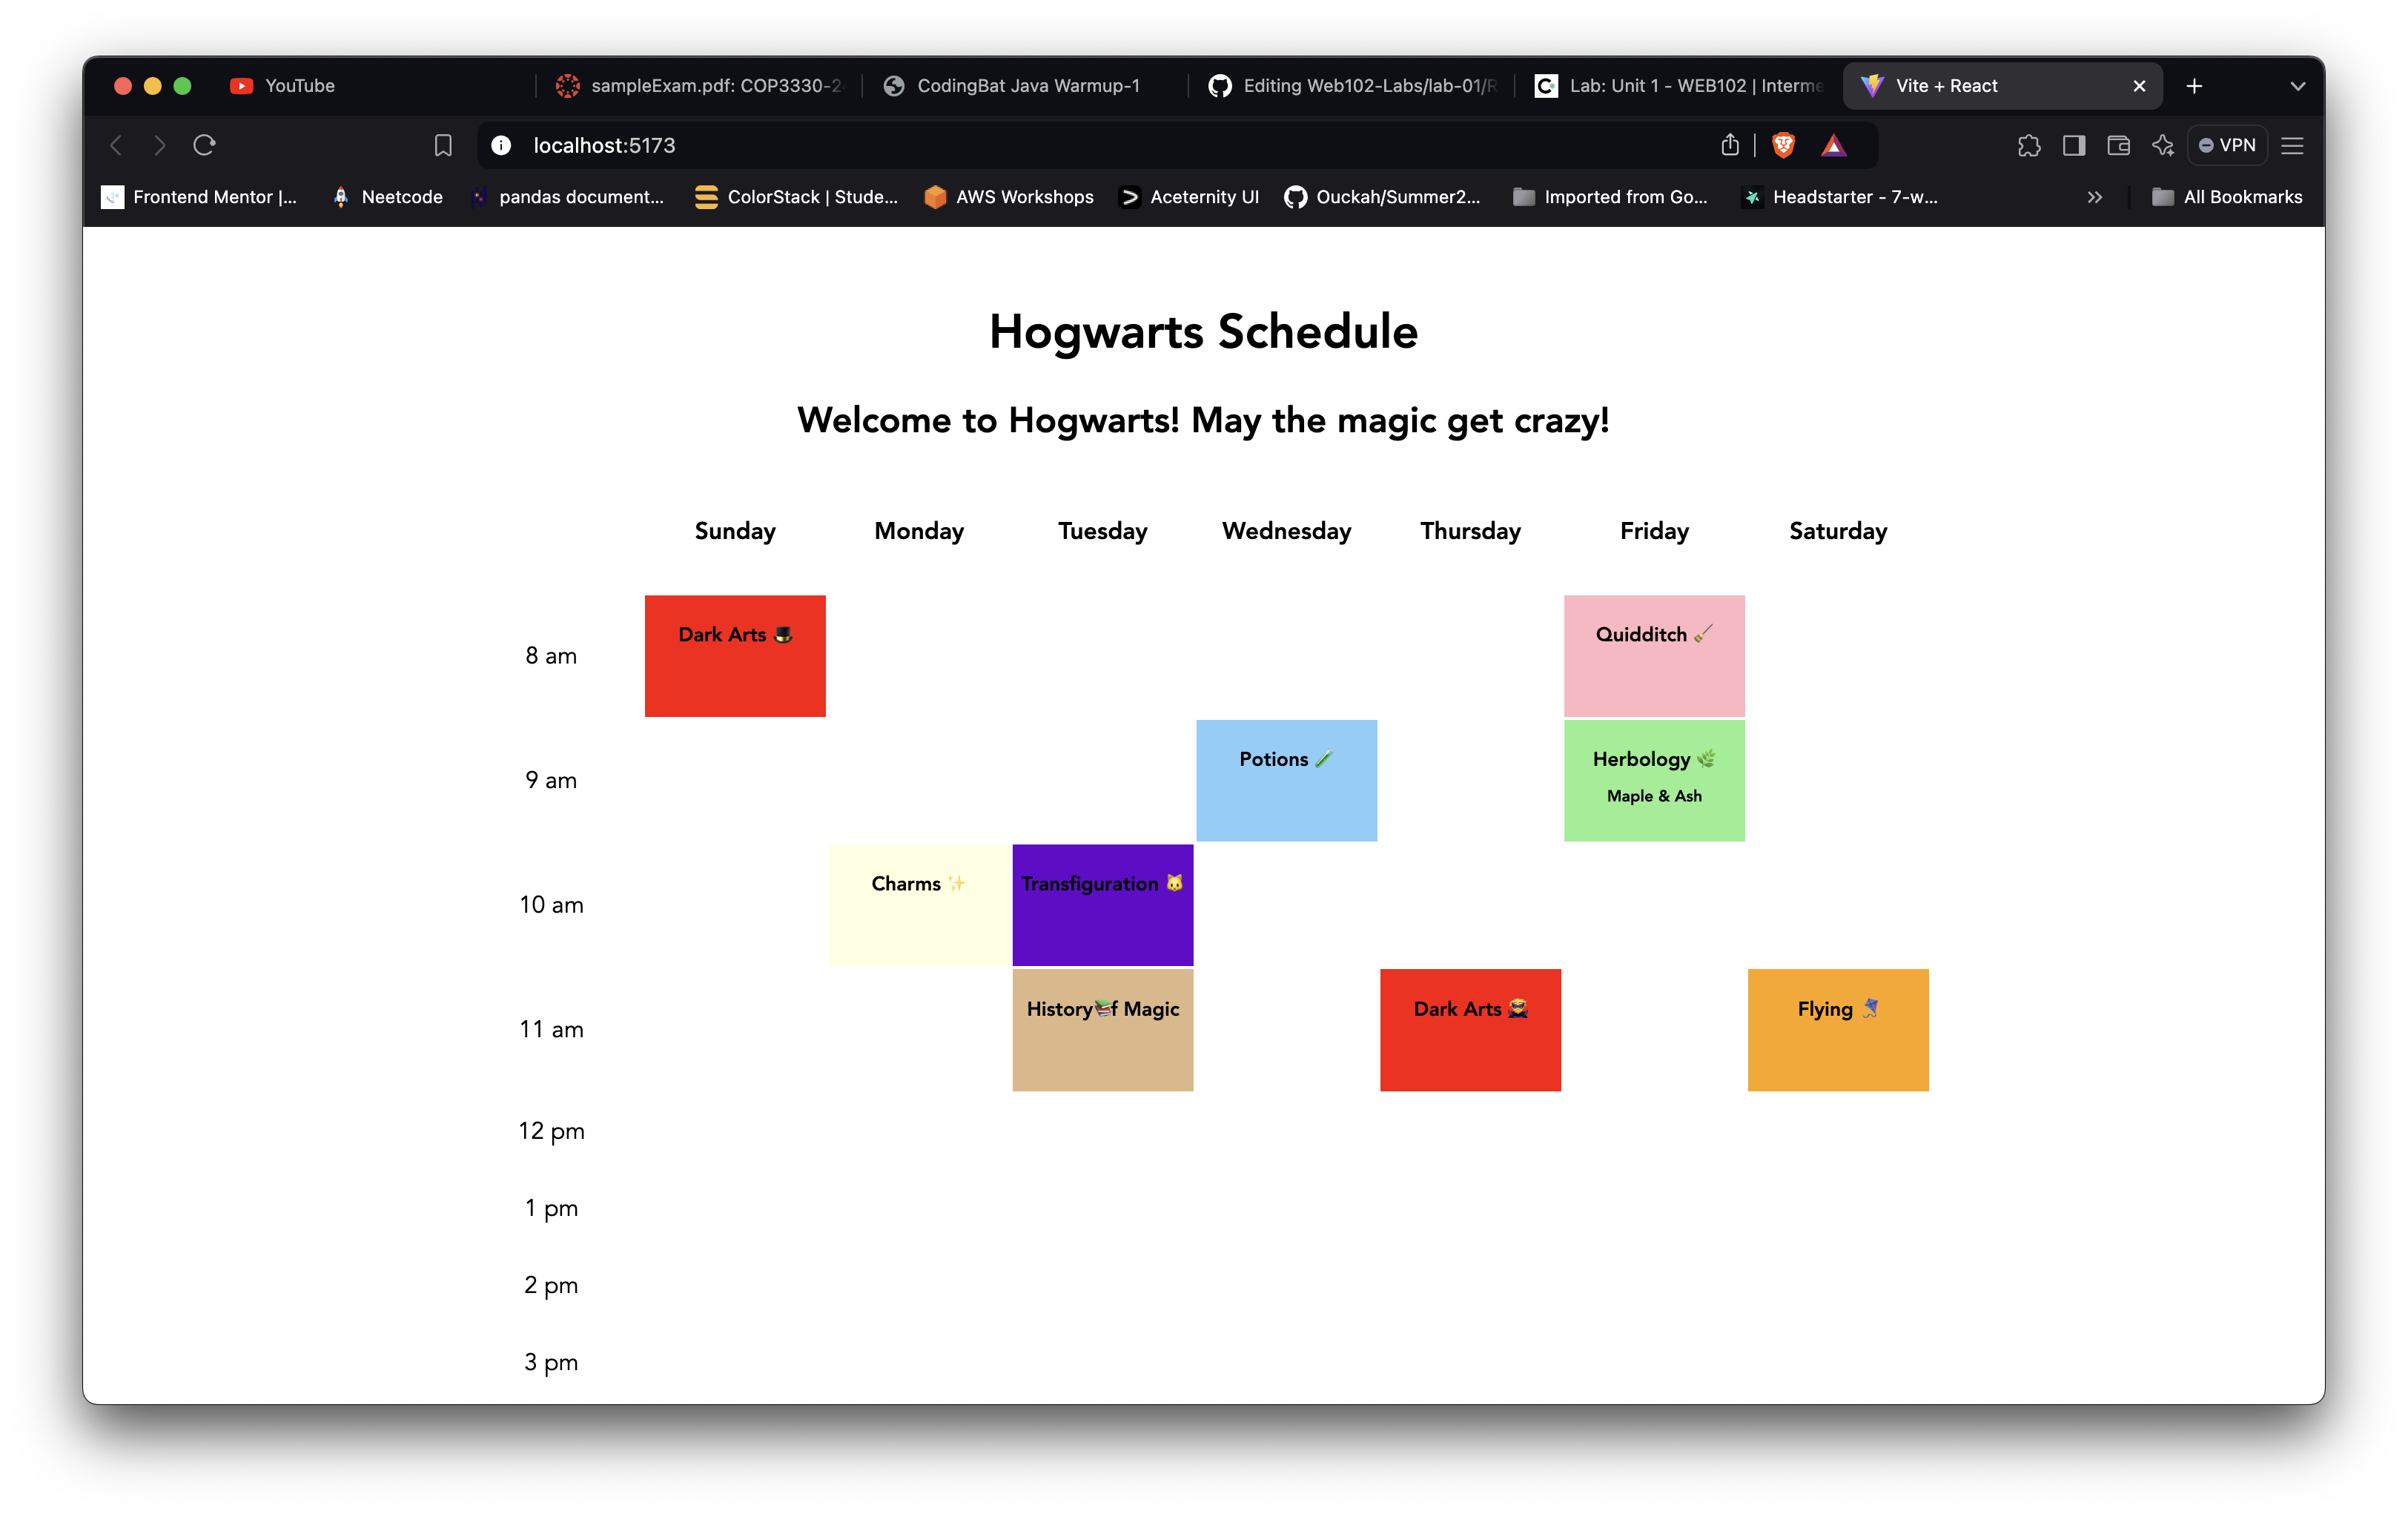 YouTube
sampleExam.pdf: COP3330-2
CodingBat Java Warmup-1
Editing Web102-Labs/lab-01/R
Lab: Unit 1 - WEB102 | Interme
Vite + React
localhost:5173
VPN
Frontend Mentor |...
Neetcode
pandas document...
ColorStack | Stude...
AWS Workshops
Aceternity UI
Ouckah/Summer2...
Imported from Go...
Headstarter - 7-w...
All Bookmarks
Hogwarts Schedule
Welcome to Hogwarts! May the magic get crazy!
Sunday Monday Tuesday Wednesday Thursday Friday Saturday
8 am
Dark Arts 🎩
Quidditch 🧹
9 am
Potions 🧪
Herbology 🌿
Maple & Ash
10 am
Charms ✨
Transfiguration 🐱
11 am
History📚f Magic
Dark Arts 🦹
Flying 🪁
12 pm
1 pm
2 pm
3 pm